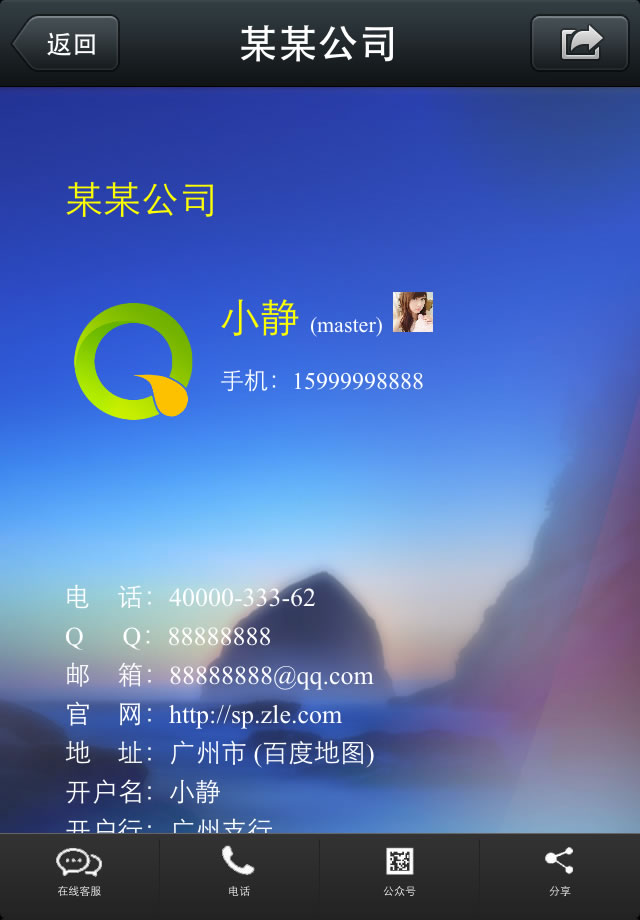 返回
某某公司
某某公司
小静 (master)
手机：15999998888
电 话：40000-333-62
Q Q：88888888
邮 箱：88888888@qq.com
官 网：http://sp.zle.com
地 址：广州市 (百度地图)
开户名：小静
开户行：广州支行
在线客服
电话
公众号
分享